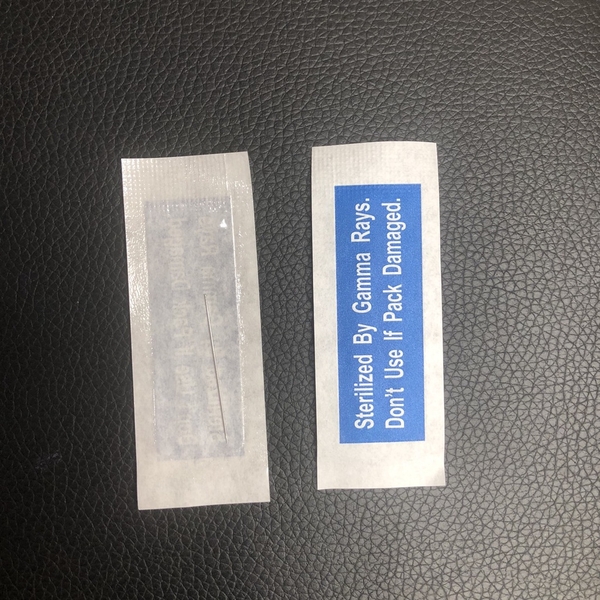 Sterilized By Gamma Rays.
Don't Use If Pack Damaged.